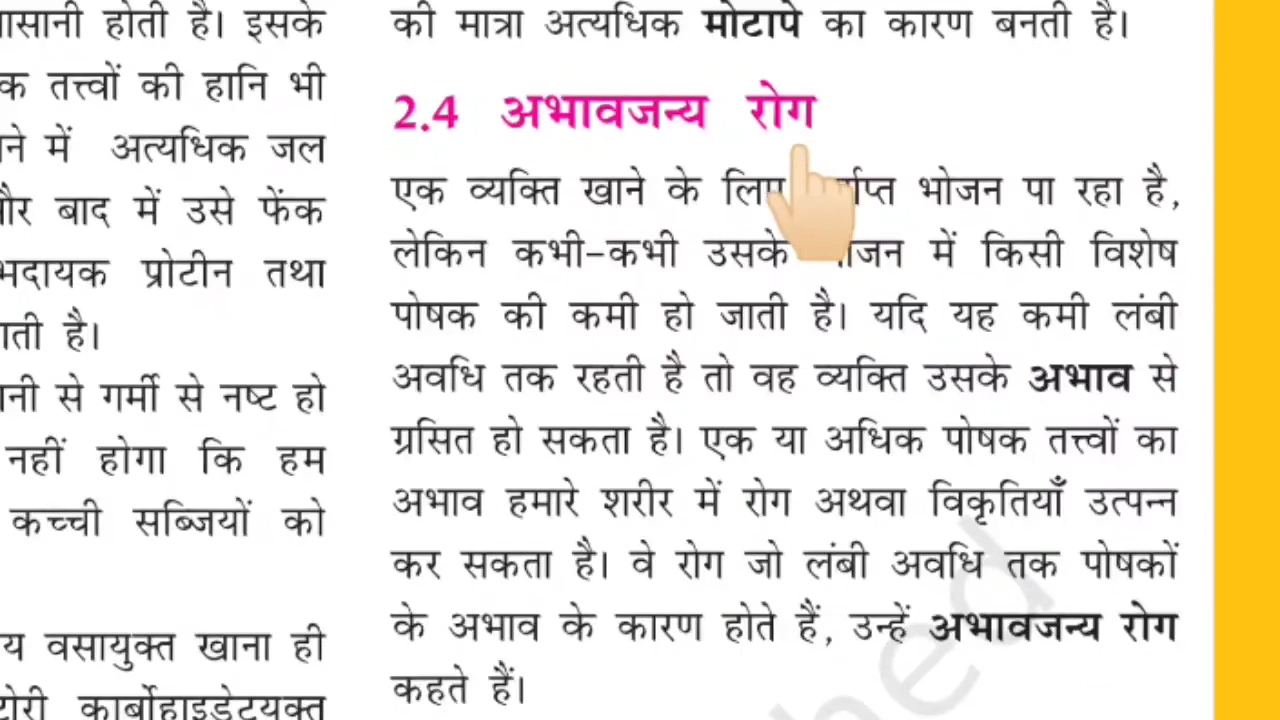 ासानी होती है। इसके
क तत्त्वों की हानि भी
ने में अत्यधिक जल
और बाद में उसे फेंक
भदायक प्रोटीन तथा
ाती है।
नी से गर्मी से नष्ट हो
नहीं होगा कि हम
कच्ची सब्जियों को
य वसायुक्त खाना ही
टोरी कार्बोहाइड्रेटयुक्त
की मात्रा अत्यधिक मोटापे का कारण बनती है।
2.4 अभावजन्य रोग
एक व्यक्ति खाने के लिए भोजन पा रहा है,
लेकिन कभी-कभी उसके में किसी विशेष
पोषक की कमी हो जाती है। यदि यह कमी लंबी
अवधि तक रहती है तो वह व्यक्ति उसके अभाव से
ग्रसित हो सकता है। एक या अधिक पोषक तत्त्वों का
अभाव हमारे शरीर में रोग अथवा विकृतियाँ उत्पन्न
कर सकता है। वे रोग जो लंबी अवधि तक पोषकों
के अभाव के कारण होते हैं, उन्हें अभावजन्य रोग
कहते हैं।